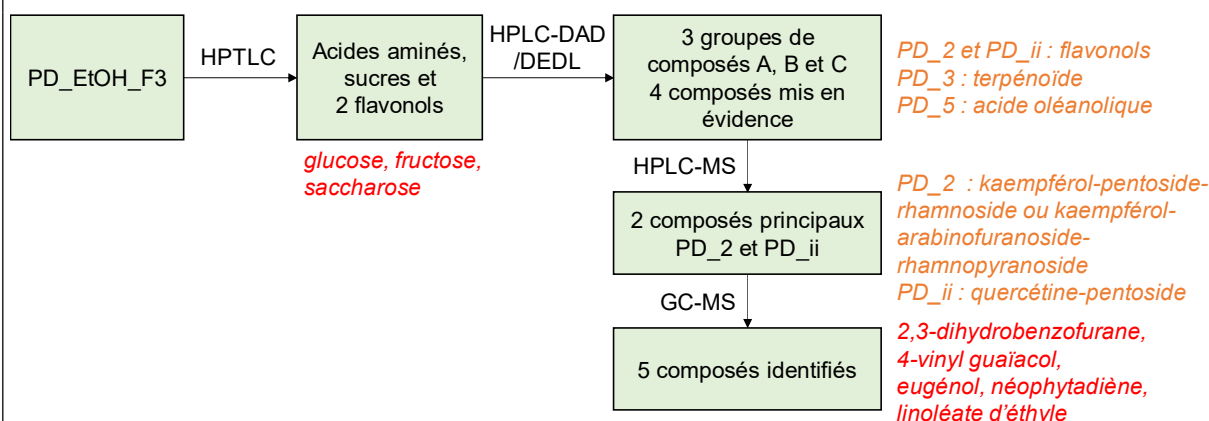 PD_EtOH_F3
HPTLC
Acides aminés,
sucres et
2 flavonols
glucose, fructose,
saccharose
HPLC-DAD
/DEDL
3 groupes de
composés A, B et C
4 composés mis en
évidence
PD_2 et PD_ii : flavonols
PD_3 : terpénoïde
PD_5 : acide oléanolique
HPLC-MS
2 composés principaux
PD_2 et PD_ii
PD_2 : kaempférol-pentoside-
rhamnoside ou kaempférol-
arabinofuranoside-
rhamnopyranoside
PD_ii : quercétine-pentoside
GC-MS
5 composés identifiés
2,3-dihydrobenzofurane,
4-vinyl guaïacol,
eugénol, néophytadiène,
linoléate d'éthyle